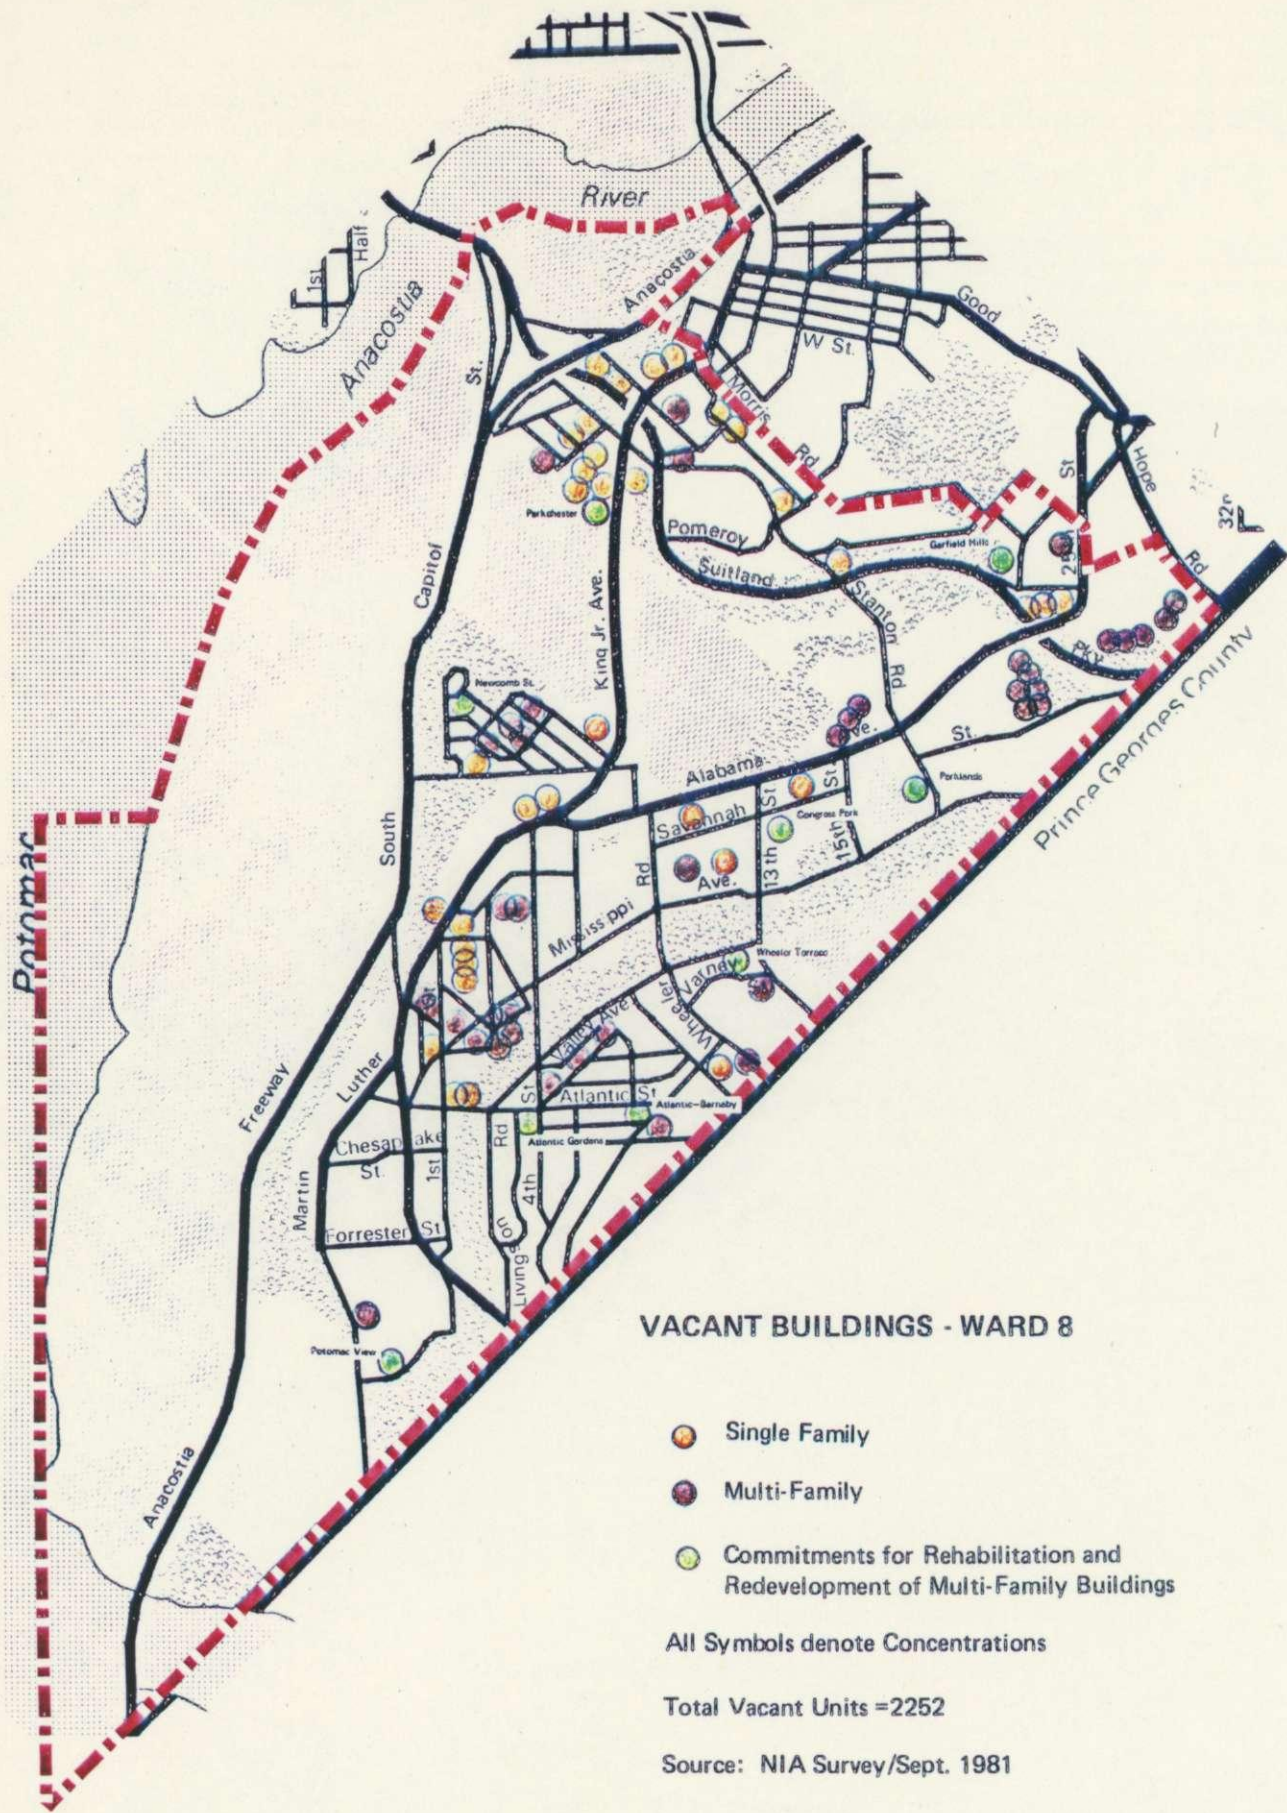 River
Half
1st
Anacostia
Anacostia
Good
W St.
St.
Morris
Rd
St
Hope
Parkchester
32n
Pomeroy
Garfield Hills
25th
Capitol
Suitland
Rd
King Jr Ave.
Stanton
Rd
Pky
Newcomb St.
Prince Georges County
Ave.
St.
Alabama
Parklands
Potomac
South
Savannah
St
St
Congress Park
13th
15th
Rd
Ave.
Mississippi
Wheeler Terrace
Varney
Wheeler
St
Valley Ave
Freeway
Luther
St
Atlantic St
Atlantic-Barnaby
Atlantic Gardens
Chesapeake
St
Rd
1st
4th
Martin
Forrester St
Livingston
Potomac View
Anacostia
VACANT BUILDINGS - WARD 8
Single Family
Multi-Family
Commitments for Rehabilitation and
Redevelopment of Multi-Family Buildings
All Symbols denote Concentrations
Total Vacant Units =2252
Source: NIA Survey/Sept. 1981